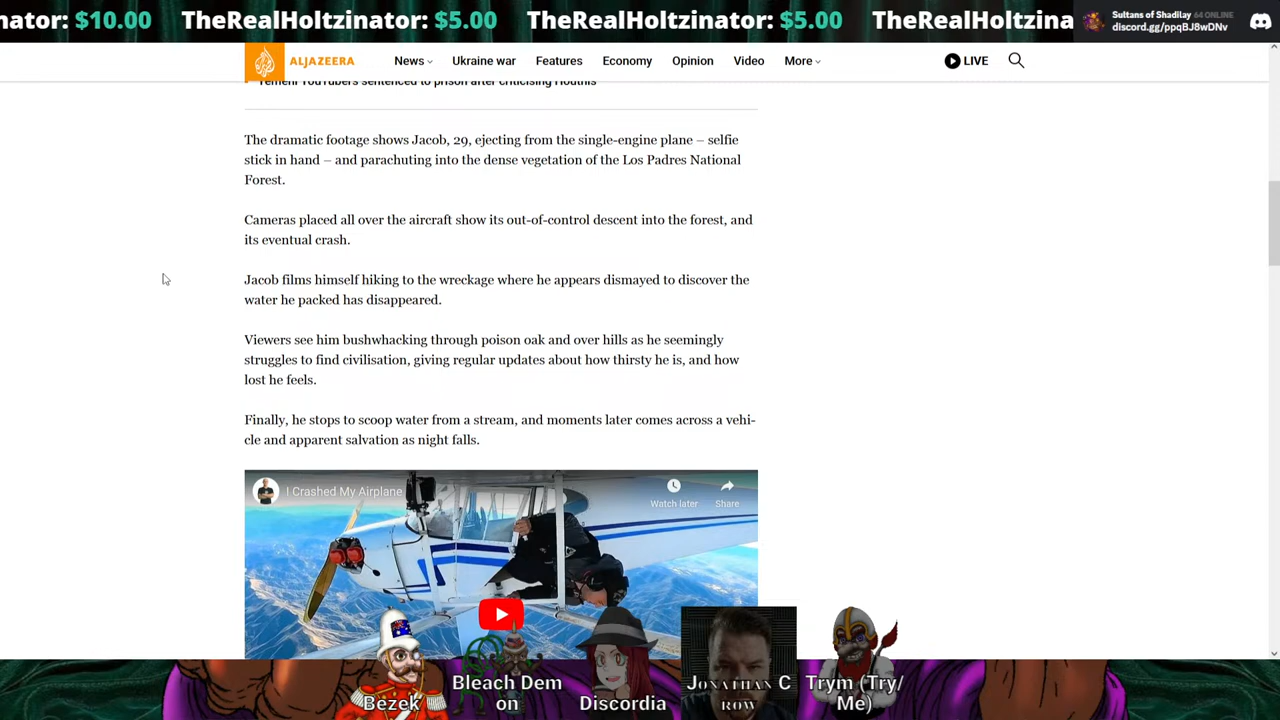 nator: $10.00 TheRealHoltzinator: $5.00 TheRealHoltzinator: $5.00 TheRealHoltzina
Sultans of Shadilay 64 ONLINE
discord.gg/ppqBJ8wDNv
ALJAZEERA News Ukraine war Features Economy Opinion Video More LIVE
Yemeni YouTubers sentenced to prison after criticising Houthis
The dramatic footage shows Jacob, 29, ejecting from the single-engine plane – selfie
stick in hand – and parachuting into the dense vegetation of the Los Padres National
Forest.
Cameras placed all over the aircraft show its out-of-control descent into the forest, and
its eventual crash.
Jacob films himself hiking to the wreckage where he appears dismayed to discover the
water he packed has disappeared.
Viewers see him bushwhacking through poison oak and over hills as he seemingly
struggles to find civilisation, giving regular updates about how thirsty he is, and how
lost he feels.
Finally, he stops to scoop water from a stream, and moments later comes across a vehi-
cle and apparent salvation as night falls.
I Crashed My Airplane
Watch later Share
Bezek
Bleach Dem
on
Discordia
JONATHAN C
ROW
Trym (Try/
Me)